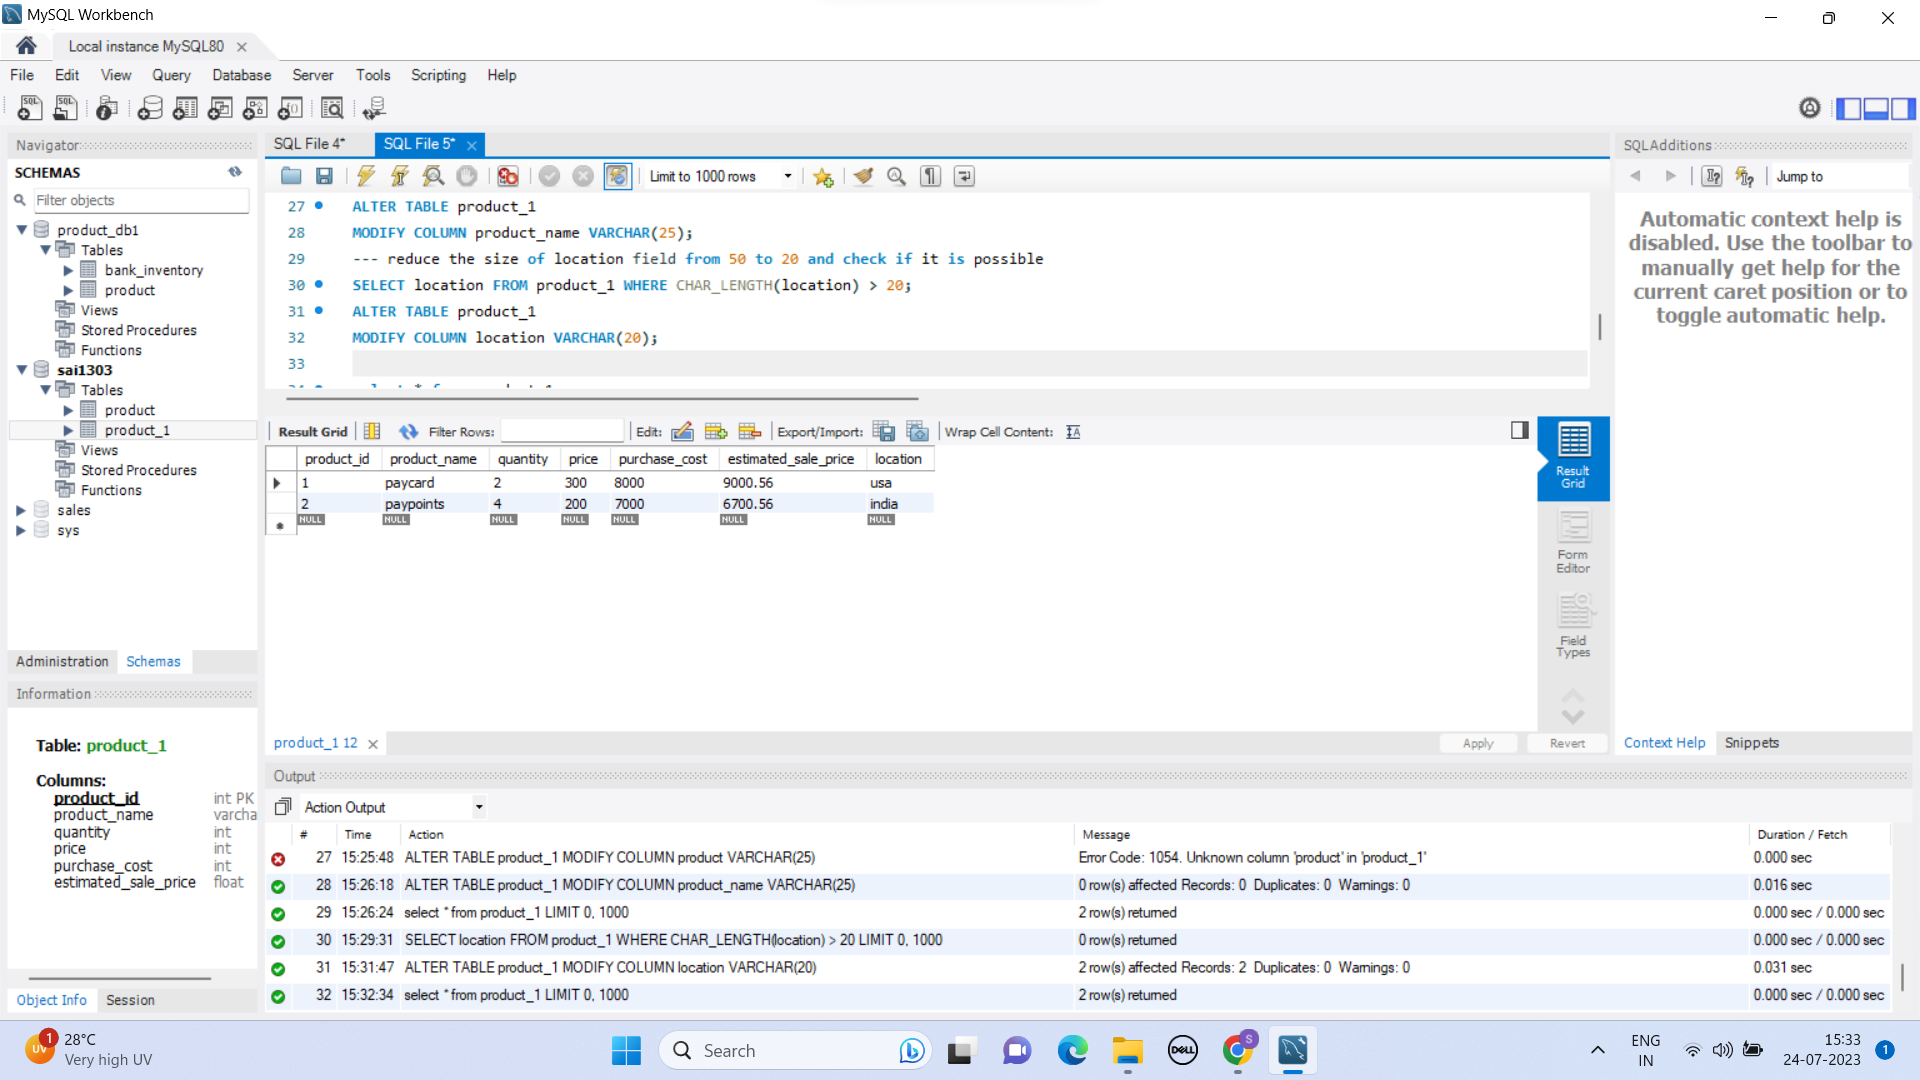 MySQL Workbench
Local instance MySQL80
File Edit View Query Database Server Tools Scripting Help
Navigator
SCHEMAS
Filter objects
product_db1
Tables
bank_inventory
product
Views
Stored Procedures
Functions
sai1303
Tables
product
product_1
Views
Stored Procedures
Functions
sales
sys
Administration Schemas
Information
Table: product_1
Columns:
product_id int PK
product_name varcha
quantity int
price int
purchase_cost int
estimated_sale_price float
Object Info Session
SQL File 4* SQL File 5*
Limit to 1000 rows
27 ALTER TABLE product_1
28 MODIFY COLUMN product_name VARCHAR(25);
29 --- reduce the size of location field from 50 to 20 and check if it is possible
30 SELECT location FROM product_1 WHERE CHAR_LENGTH(location) > 20;
31 ALTER TABLE product_1
32 MODIFY COLUMN location VARCHAR(20);
33
Result Grid Filter Rows: Edit: Export/Import: Wrap Cell Content:
product_id product_name quantity price purchase_cost estimated_sale_price location
1 paycard 2 300 8000 9000.56 usa
2 paypoints 4 200 7000 6700.56 india
NULL NULL NULL NULL NULL NULL NULL
Result Grid
Form Editor
Field Types
product_1 12
Apply Revert
SQLAdditions
Jump to
Automatic context help is
disabled. Use the toolbar to
manually get help for the
current caret position or to
toggle automatic help.
Context Help Snippets
Output
Action Output
# Time Action Message Duration / Fetch
27 15:25:48 ALTER TABLE product_1 MODIFY COLUMN product VARCHAR(25) Error Code: 1054. Unknown column 'product' in 'product_1' 0.000 sec
28 15:26:18 ALTER TABLE product_1 MODIFY COLUMN product_name VARCHAR(25) 0 row(s) affected Records: 0 Duplicates: 0 Warnings: 0 0.016 sec
29 15:26:24 select * from product_1 LIMIT 0, 1000 2 row(s) returned 0.000 sec / 0.000 sec
30 15:29:31 SELECT location FROM product_1 WHERE CHAR_LENGTH(location) > 20 LIMIT 0, 1000 0 row(s) returned 0.000 sec / 0.000 sec
31 15:31:47 ALTER TABLE product_1 MODIFY COLUMN location VARCHAR(20) 2 row(s) affected Records: 2 Duplicates: 0 Warnings: 0 0.031 sec
32 15:32:34 select * from product_1 LIMIT 0, 1000 2 row(s) returned 0.000 sec / 0.000 sec
UV 1 28°C
Very high UV
Search
DELL
S
ENG
IN
15:33
24-07-2023
1